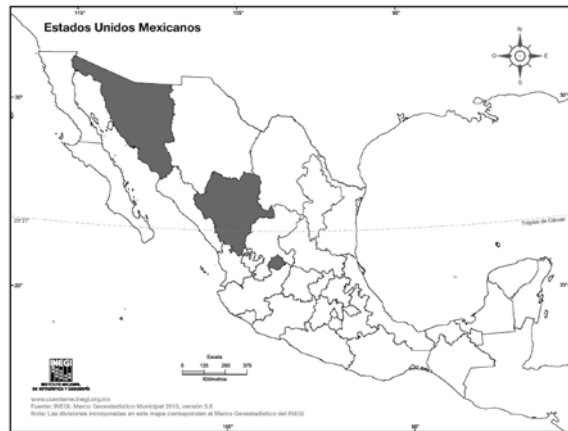 115° 105° 95°
Estados Unidos Mexicanos
N
O E
S
30° 30°
23°27' Trópico de Cáncer
20° 20°
Escala
0 125 250 375
Kilómetros
INEGI
INSTITUTO NACIONAL
DE ESTADÍSTICA Y GEOGRAFÍA
www.cuentame.inegi.org.mx
Fuente: INEGI. Marco Geoestadístico Municipal 2010, versión 5.0
Nota: Las divisiones incorporadas en este mapa corresponden al Marco Geoestadístico del INEGI